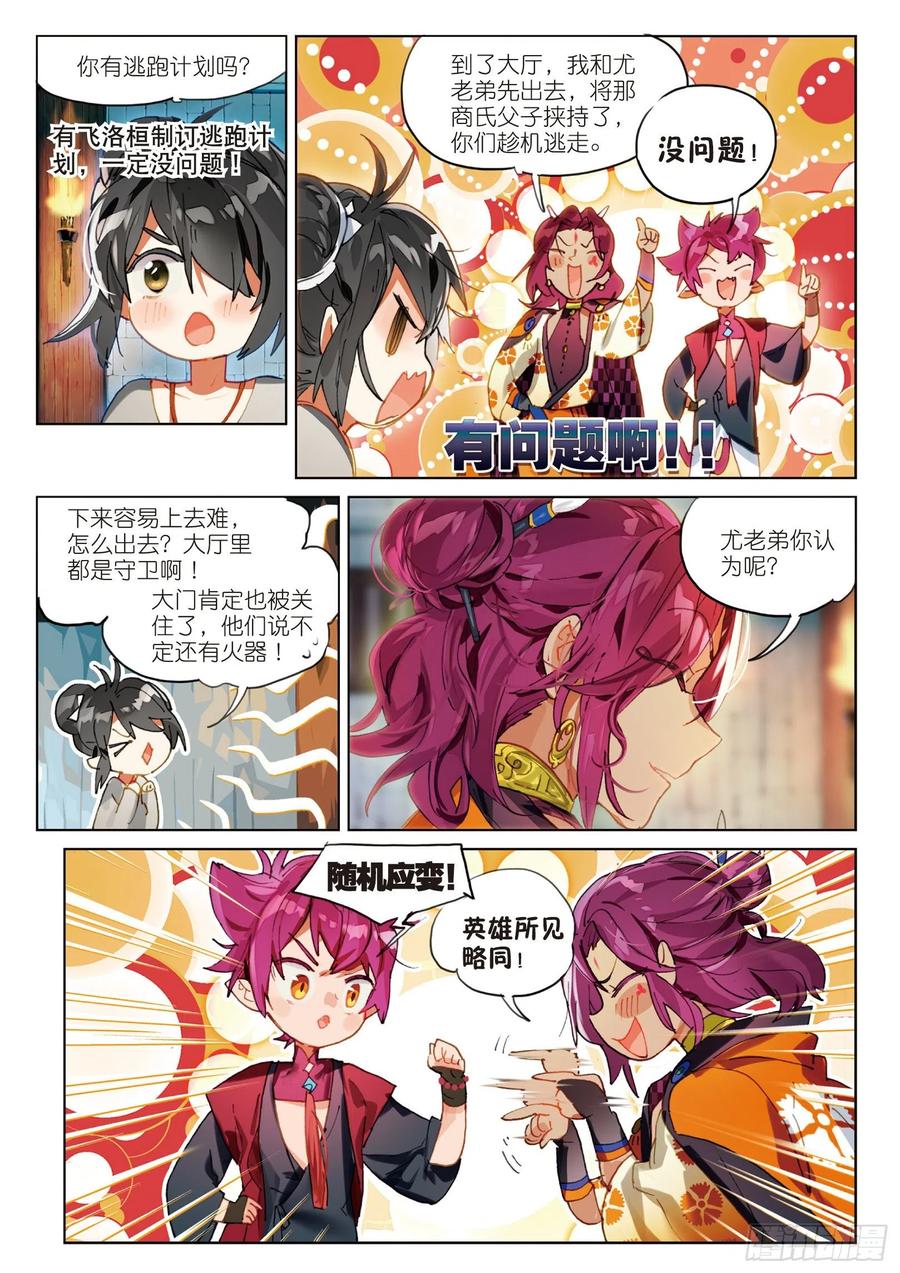 你有逃跑计划吗？
有飞洛桓制订逃跑计
划，一定没问题！
到了大厅，我和尤
老弟先出去，将那
商氏父子挟持了，
你们趁机逃走。
没问题！
有问题啊！！
下来容易上去难，
怎么出去？大厅里
都是守卫啊！
大门肯定也被关
住了，他们说不
定还有火器！
尤老弟你认
为呢？
随机应变！
英雄所见
略同！
腾讯动漫